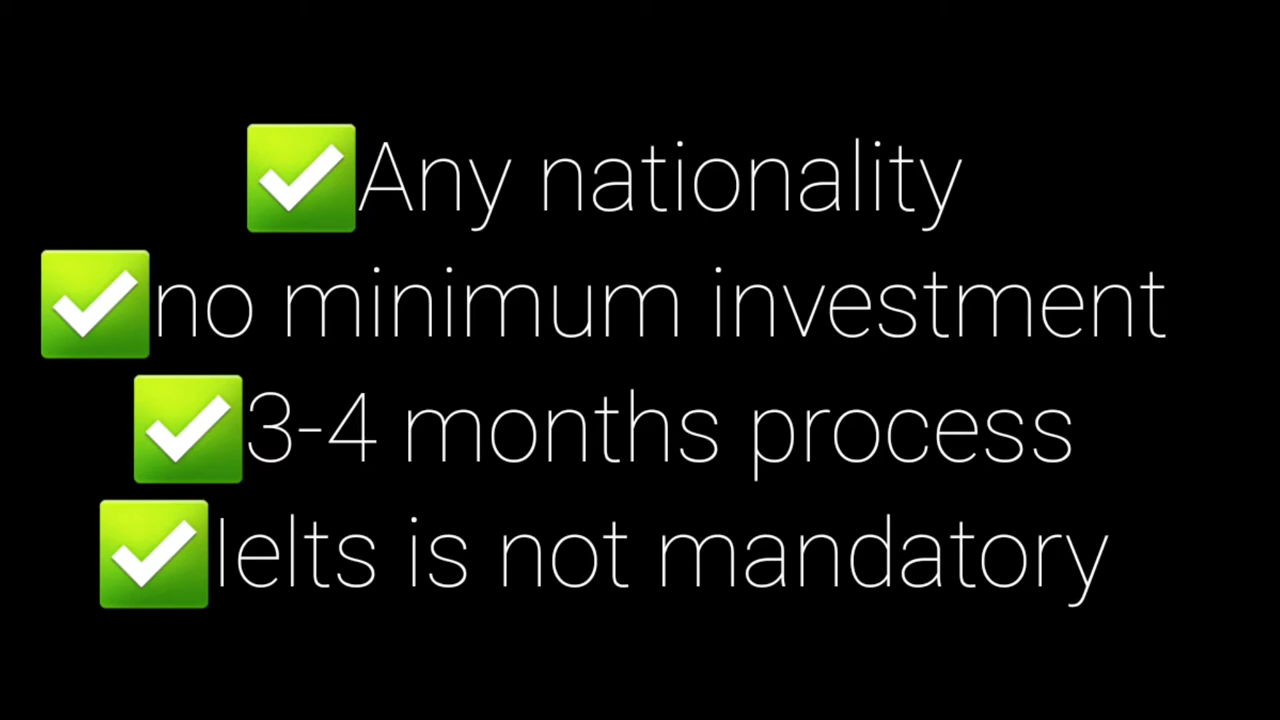 ✅Any nationality
✅no minimum investment
✅3-4 months process
✅Ielts is not mandatory